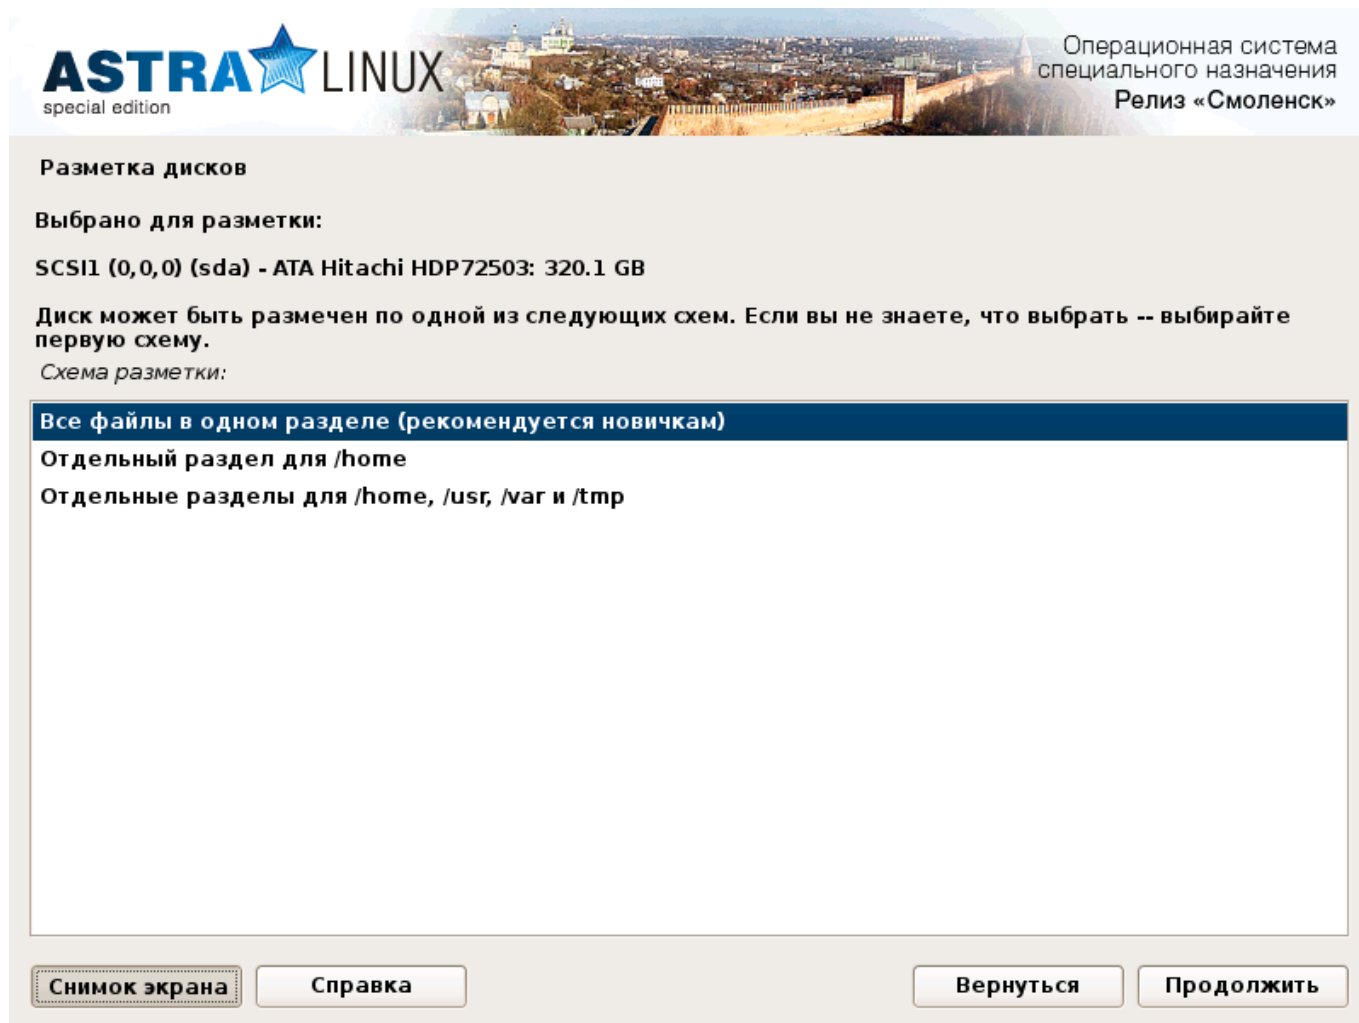 ASTRA LINUX
special edition
Операционная система
специального назначения
Релиз «Смоленск»
Разметка дисков
Выбрано для разметки:
SCSI1 (0,0,0) (sda) - ATA Hitachi HDP72503: 320.1 GB
Диск может быть размечен по одной из следующих схем. Если вы не знаете, что выбрать -- выбирайте
первую схему.
Схема разметки:
Все файлы в одном разделе (рекомендуется новичкам)
Отдельный раздел для /home
Отдельные разделы для /home, /usr, /var и /tmp
Снимок экрана
Справка
Вернуться
Продолжить